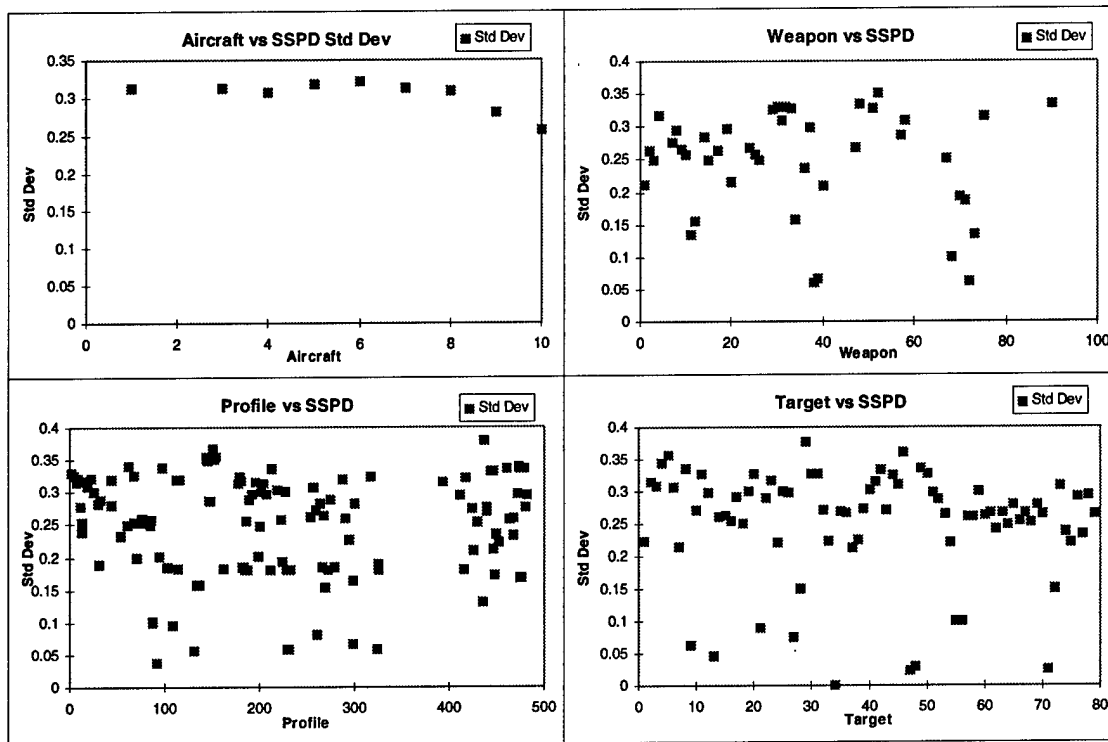 Aircraft vs SSPD Std Dev
Std Dev
0.35
0.3
0.25
0.2
0.15
0.1
0.05
0
Std Dev
0 2 4 6 8 10
Aircraft
Weapon vs SSPD
Std Dev
0.4
0.35
0.3
0.25
0.2
0.15
0.1
0.05
0
Std Dev
0 20 40 60 80 100
Weapon
Profile vs SSPD
Std Dev
0.4
0.35
0.3
0.25
0.2
0.15
0.1
0.05
0
Std Dev
0 100 200 300 400 500
Profile
Target vs SSPD
Std Dev
0.4
0.35
0.3
0.25
0.2
0.15
0.1
0.05
0
Std Dev
0 10 20 30 40 50 60 70 80
Target